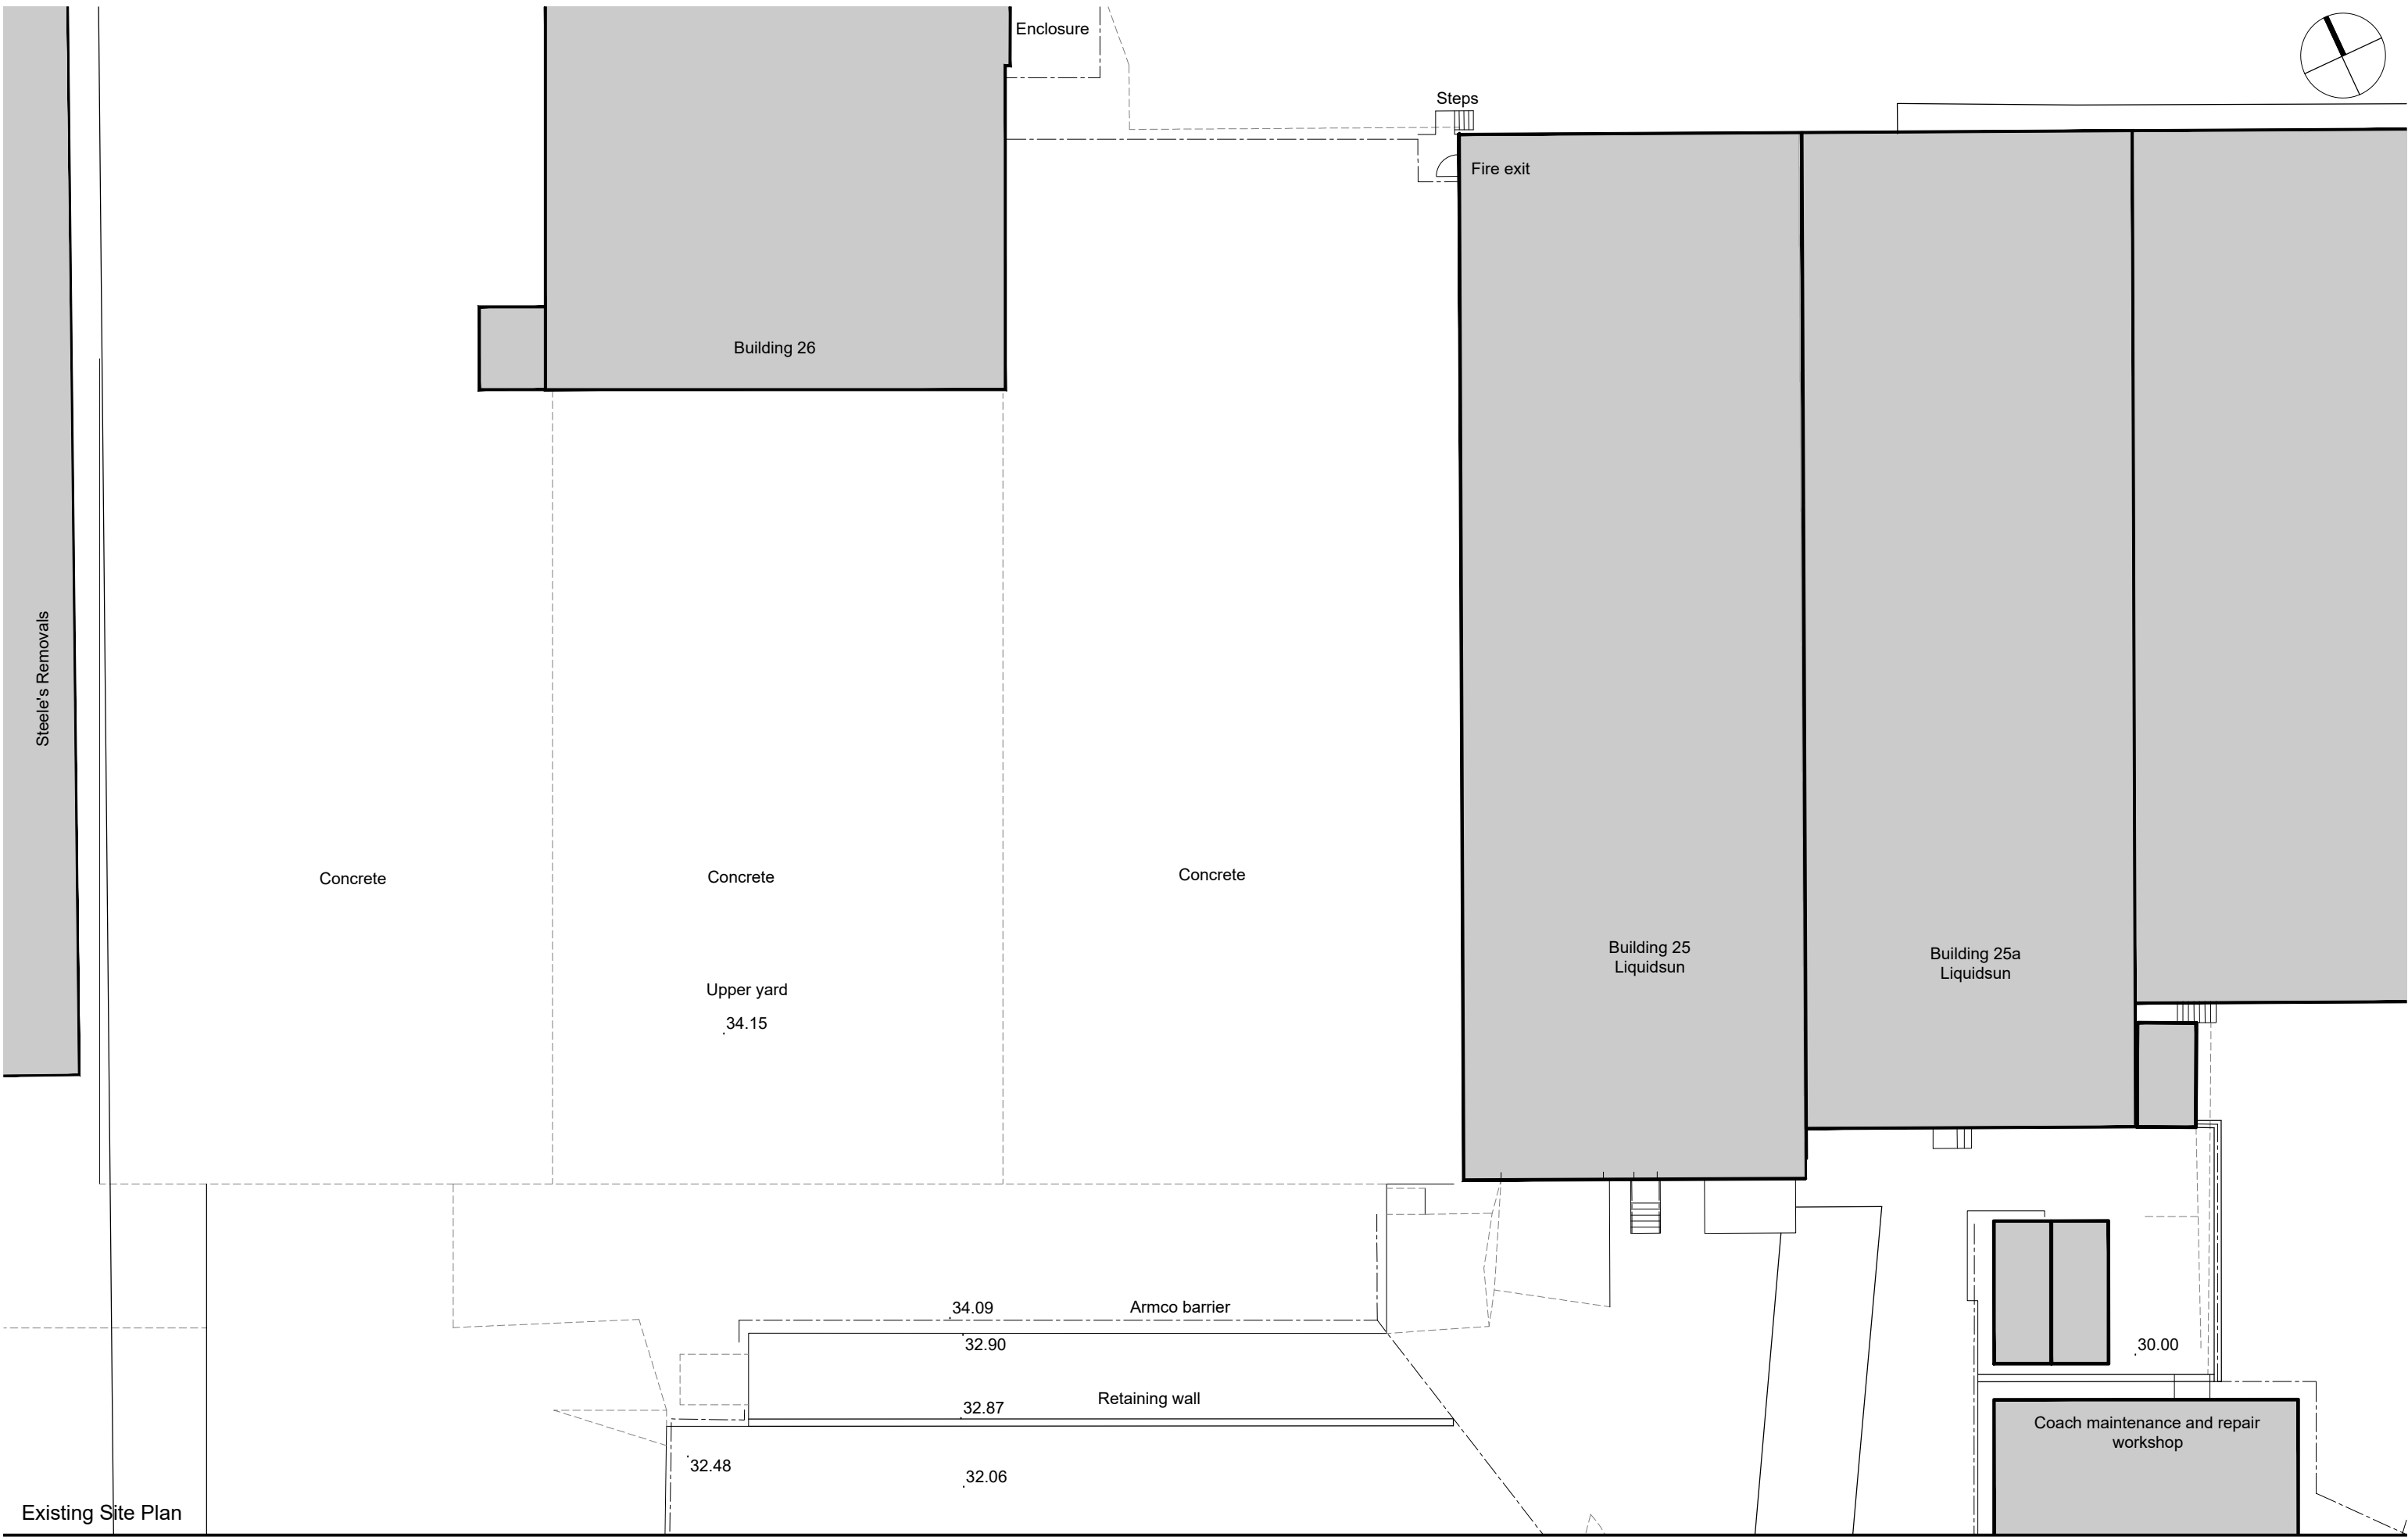 Enclosure
Steps
Fire exit
Building 26
Steele's Removals
Concrete
Concrete
Concrete
Building 25
Liquidsun
Building 25a
Liquidsun
Upper yard
34.15
34.09
Armco barrier
32.90
30.00
Retaining wall
32.87
Coach maintenance and repair
workshop
32.48
32.06
Existing Site Plan